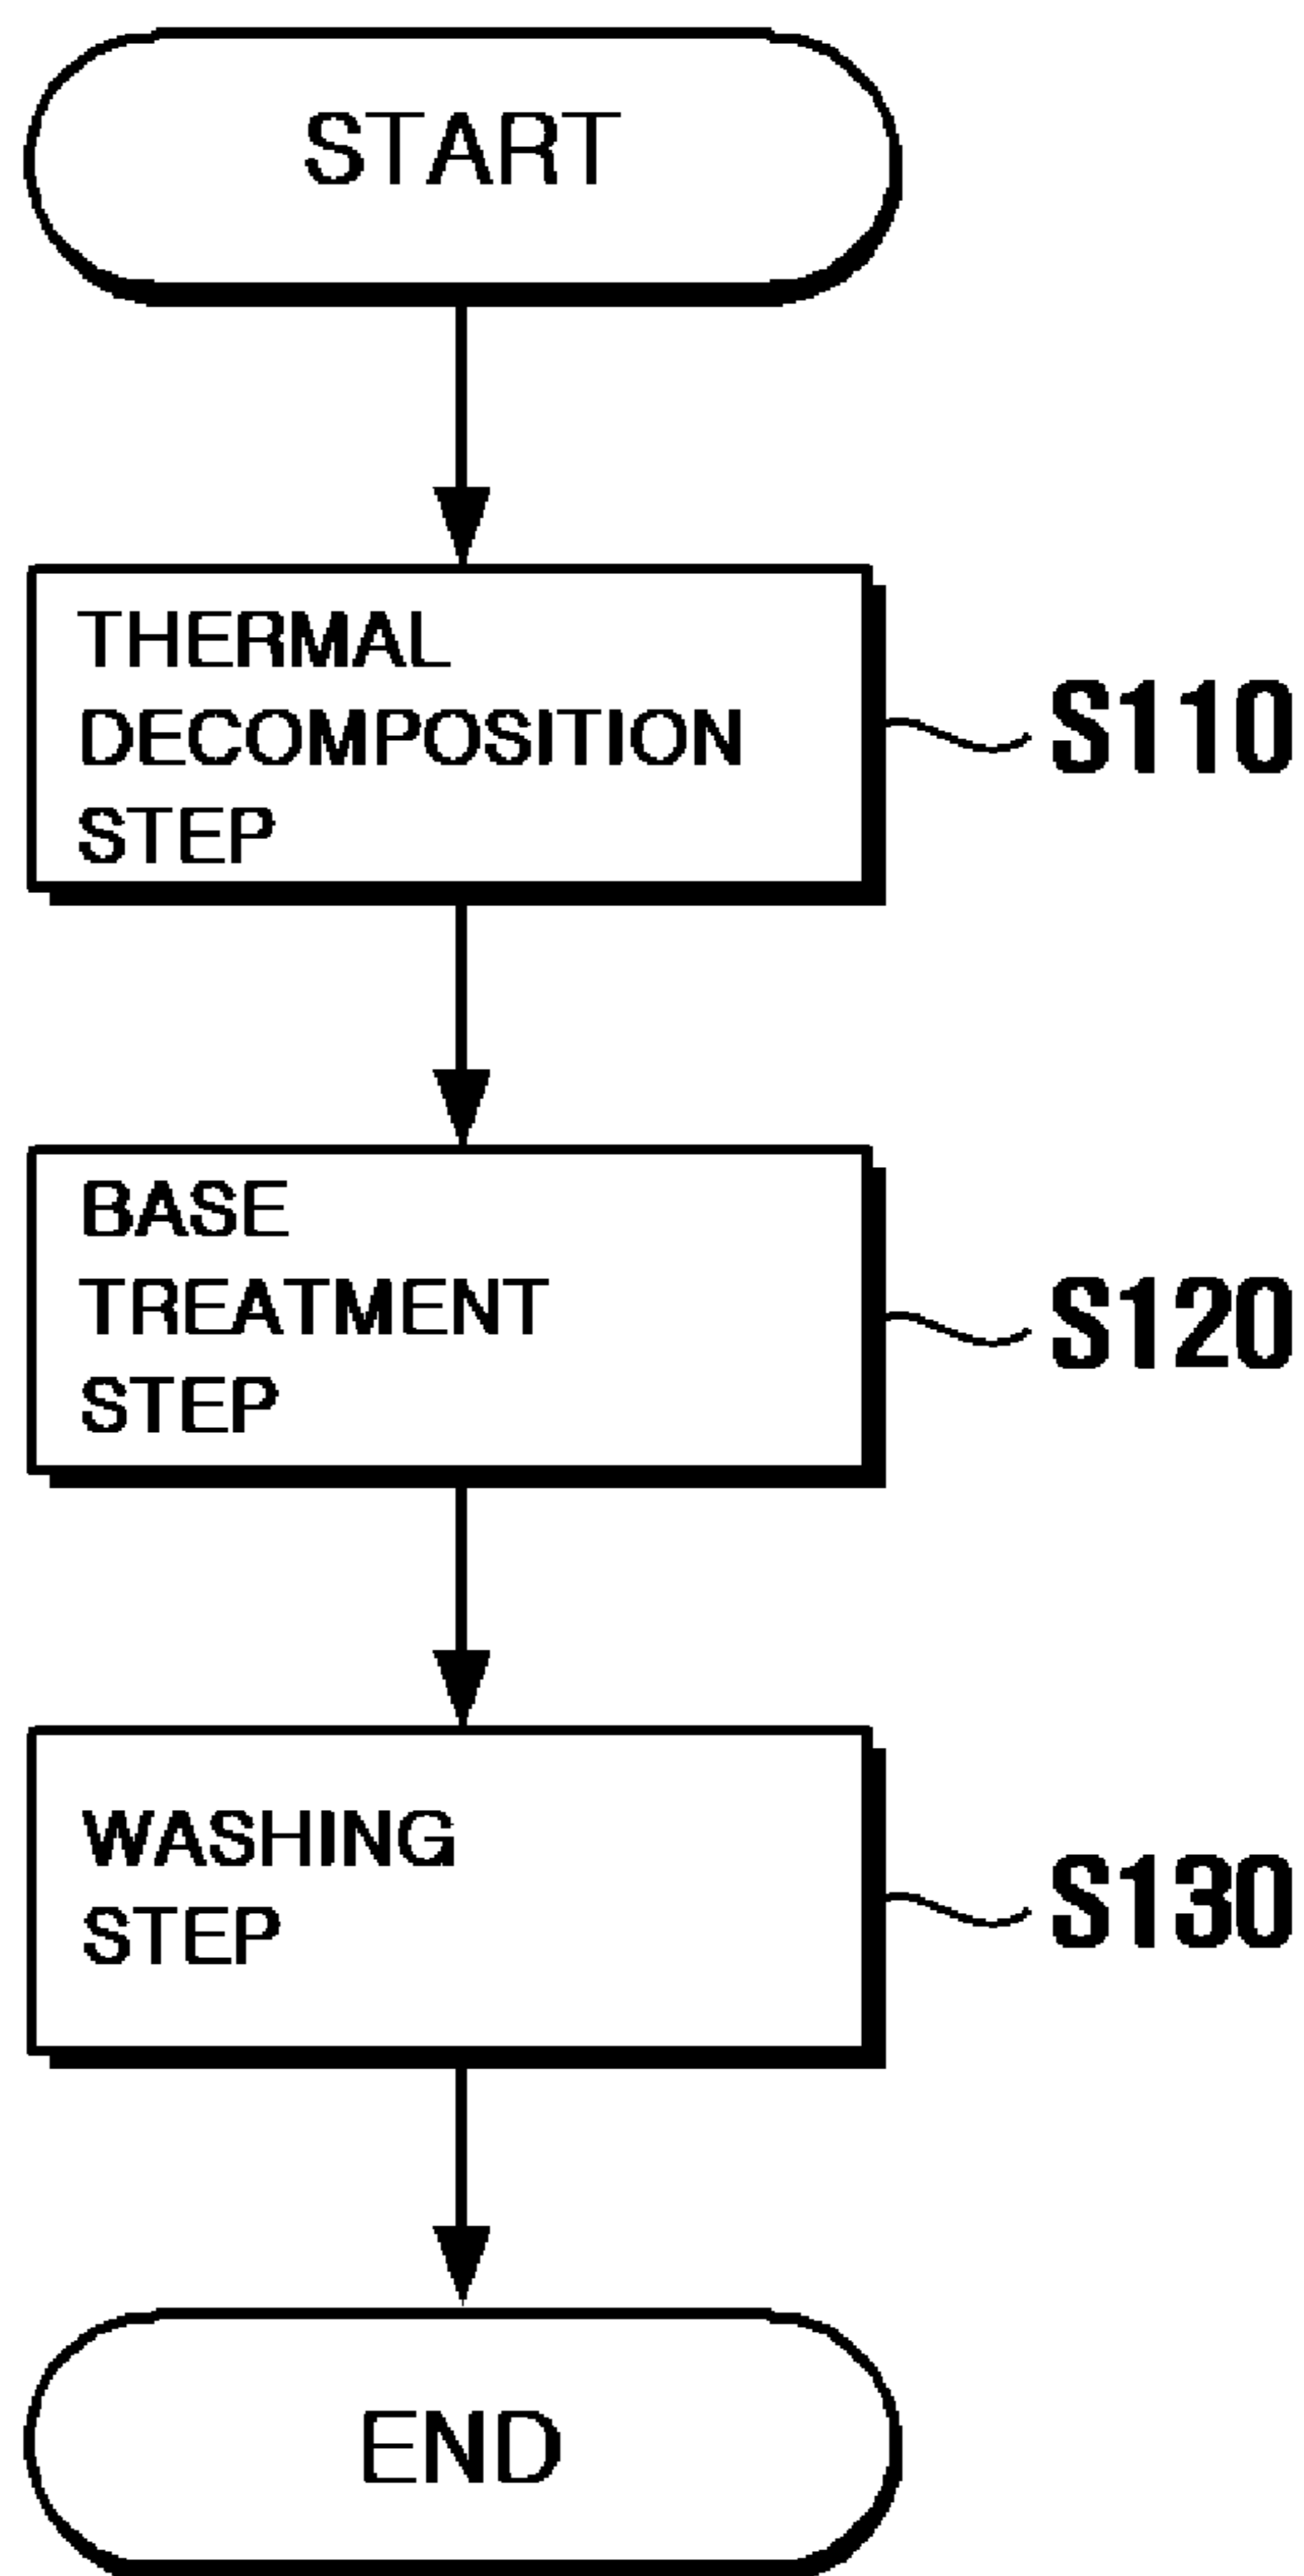 START
THERMAL
DECOMPOSITION
STEP
S110
BASE
TREATMENT
STEP
S120
WASHING
STEP
S130
END